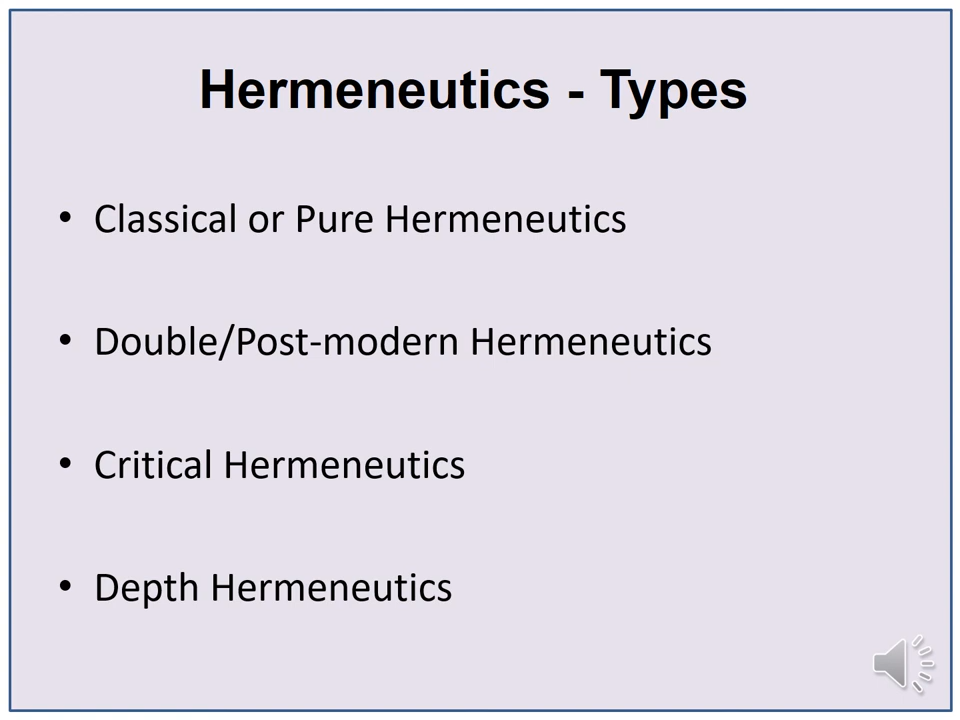 Hermeneutics - Types
• Classical or Pure Hermeneutics
• Double/Post-modern Hermeneutics
• Critical Hermeneutics
• Depth Hermeneutics